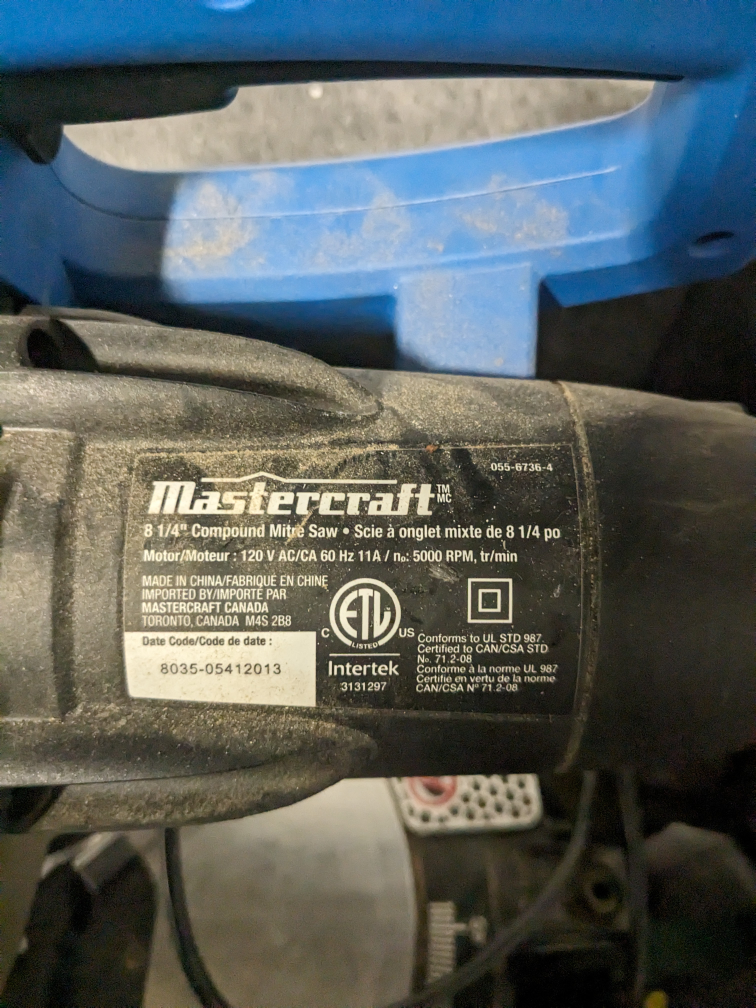 055-6736-4
Mastercraft TM MC
8 1/4" Compound Mitre Saw • Scie à onglet mixte de 8 1/4 po
Motor/Moteur : 120 V AC/CA 60 Hz 11A / n₀: 5000 RPM, tr/min
MADE IN CHINA/FABRIQUÉ EN CHINE
IMPORTED BY/IMPORTÉ PAR
MASTERCRAFT CANADA
TORONTO, CANADA M4S 2B8
Date Code/Code de date :
8035-05412013
ETL
LISTED
C US
Intertek
3131297
Conforms to UL STD 987.
Certified to CAN/CSA STD
No. 71.2-08
Conforme à la norme UL 987
Certifié en vertu de la norme
CAN/CSA Nº 71.2-08